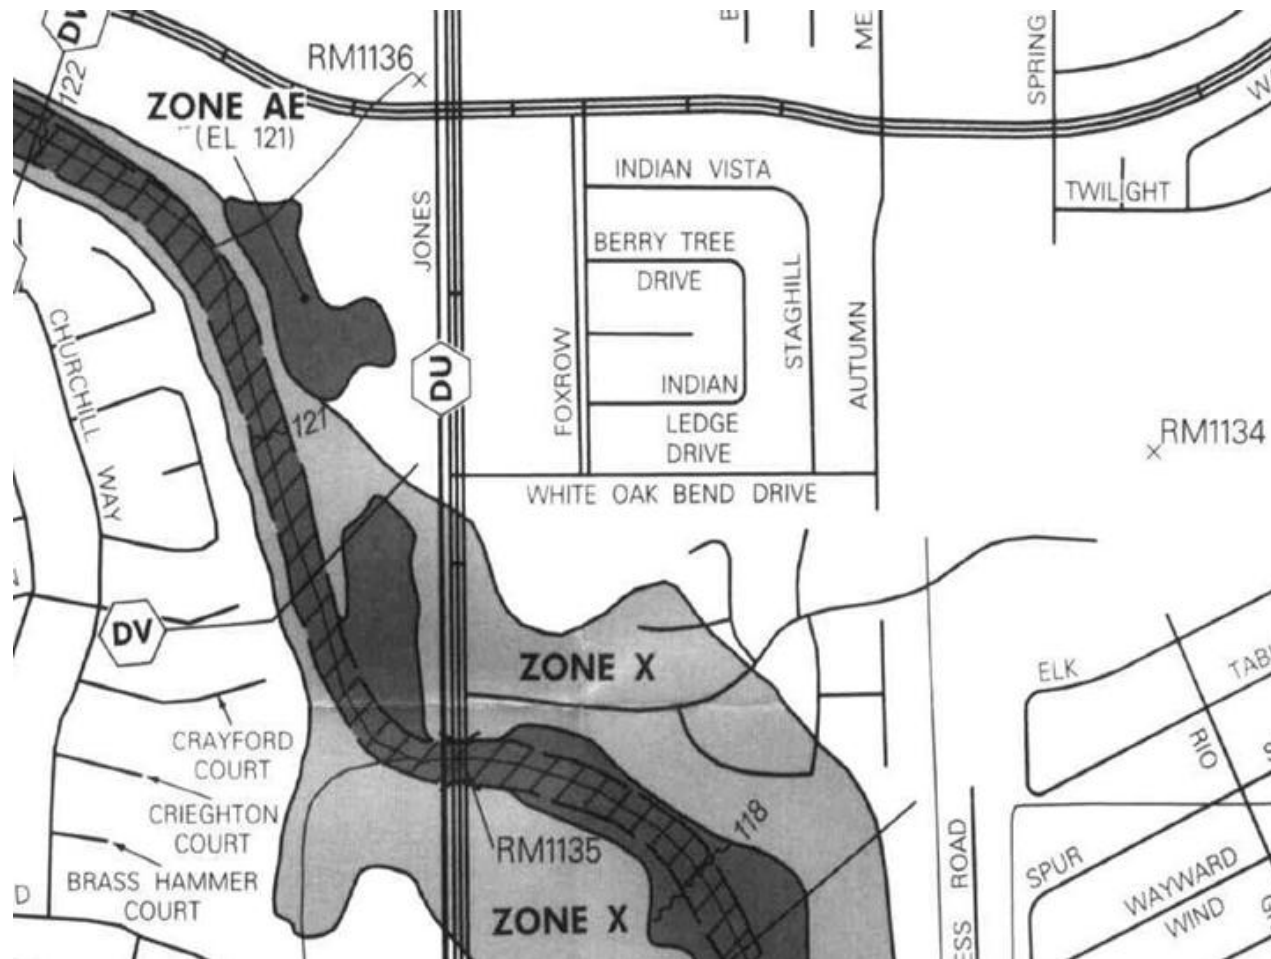 RM1136
122
ZONE AE
(EL 121)
SPRING
INDIAN VISTA
TWILIGHT
JONES
BERRY TREE
DRIVE
STAGHILL
AUTUMN
FOXROW
DU
INDIAN
LEDGE
DRIVE
CHURCHILL WAY
121
RM1134
WHITE OAK BEND DRIVE
DV
ZONE X
ELK
RIO
CRAYFORD
COURT
CRIEGHTON
COURT
RM1135
118
BRASS HAMMER
COURT
ZONE X
ROAD
SPUR
WAYWARD
WIND